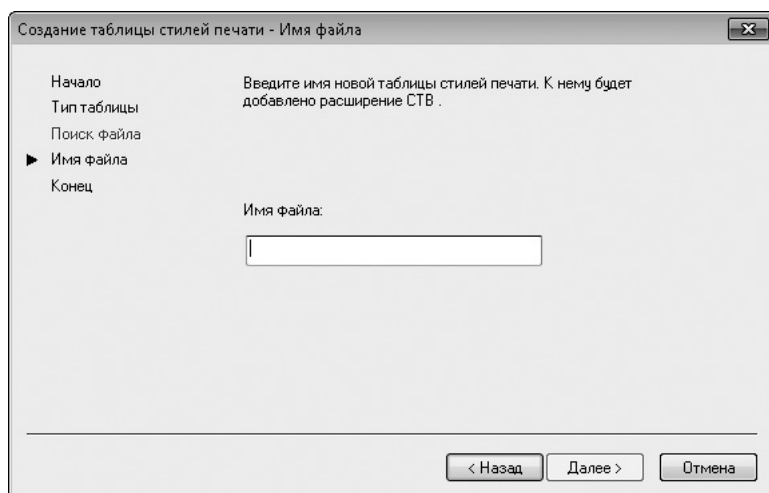 Создание таблицы стилей печати - Имя файла
Начало
Тип таблицы
Поиск файла
Имя файла
Конец
Введите имя новой таблицы стилей печати. К нему будет
добавлено расширение CTB .
Имя файла:
< Назад
Далее >
Отмена